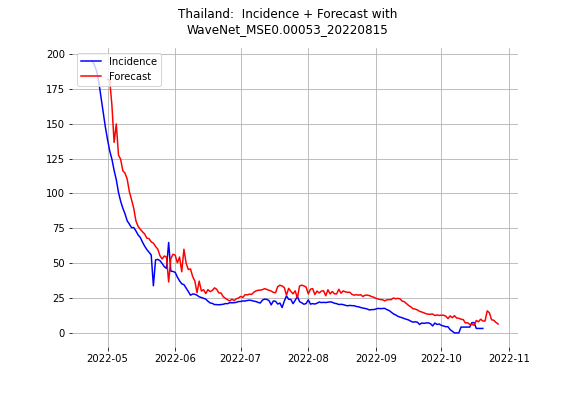 Thailand:  Incidence + Forecast with
WaveNet_MSE0.00053_20220815
200
175
150
125
100
75
50
25
0
Incidence
Forecast
2022-05 2022-06 2022-07 2022-08 2022-09 2022-10 2022-11